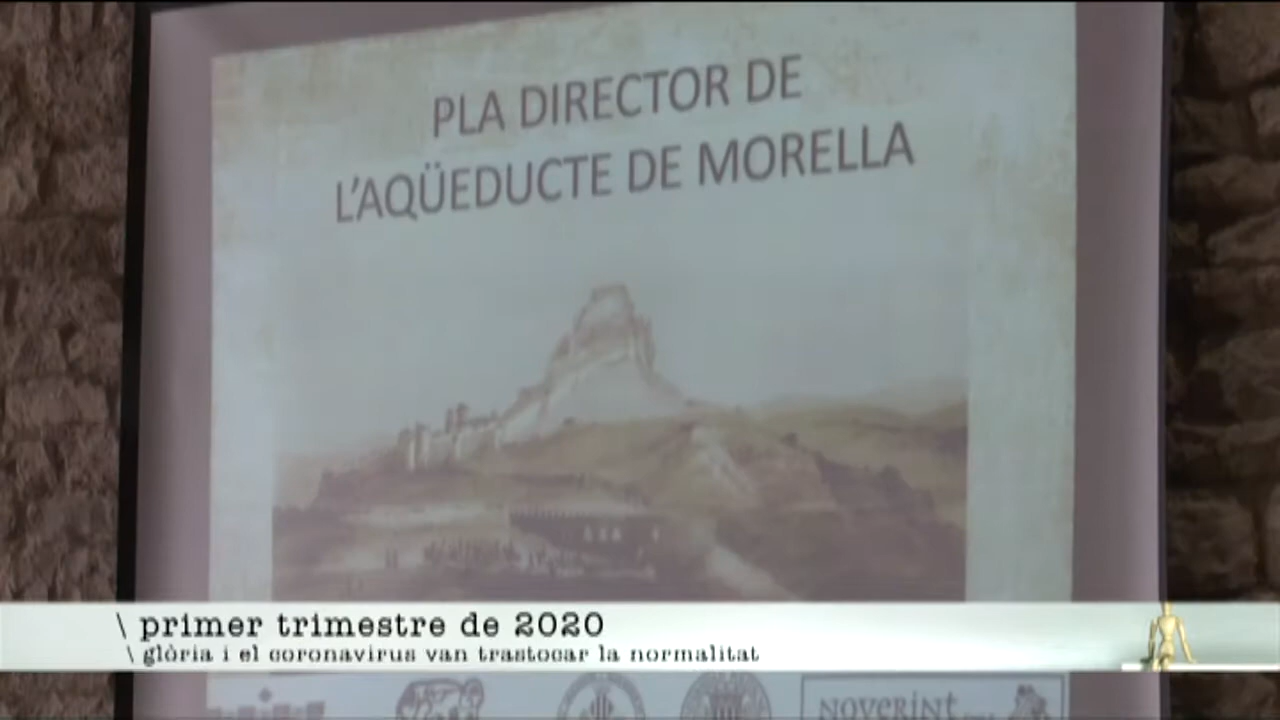 PLA DIRECTOR DE
L'AQÜEDUCTE DE MORELLA
\ primer trimestre de 2020
\ glòria i el coronavirus van trastocar la normalitat
NOVERINT